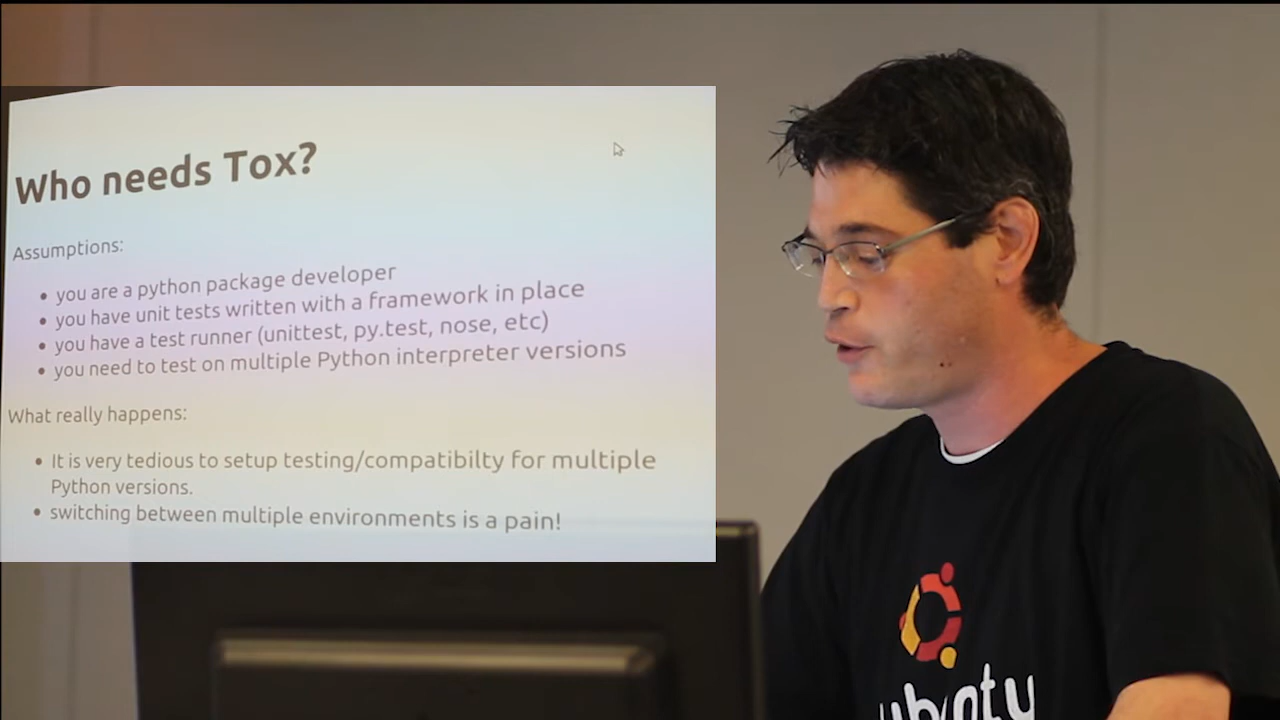 Who needs Tox?
Assumptions:
• you are a python package developer
• you have unit tests written with a framework in place
• you have a test runner (unittest, py.test, nose, etc)
• you need to test on multiple Python interpreter versions
What really happens:
• It is very tedious to setup testing/compatibilty for multiple
Python versions.
• switching between multiple environments is a pain!
ubuntu